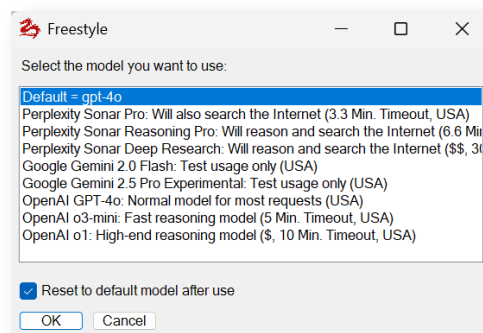 Freestyle
Select the model you want to use:
Default = gpt-4o
Perplexity Sonar Pro: Will also search the Internet (3.3 Min. Timeout, USA)
Perplexity Sonar Reasoning Pro: Will reason and search the Internet (6.6 Mi
Perplexity Sonar Deep Research: Will reason and search the Internet ($$, 30
Google Gemini 2.0 Flash: Test usage only (USA)
Google Gemini 2.5 Pro Experimental: Test usage only (USA)
OpenAI GPT-4o: Normal model for most requests (USA)
OpenAI o3-mini: Fast reasoning model (5 Min. Timeout, USA)
OpenAI o1: High-end reasoning model ($, 10 Min. Timeout, USA)
Reset to default model after use
OK Cancel